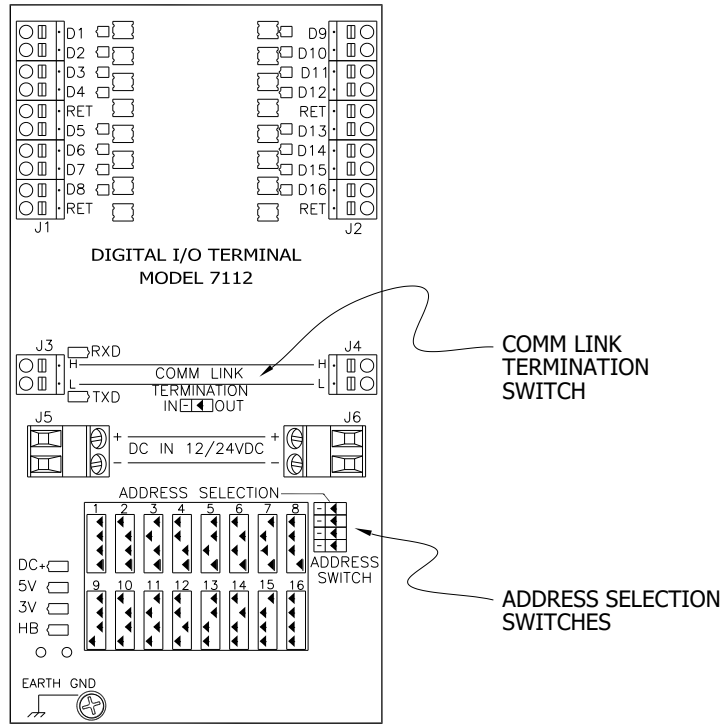 D1
D2
D3
D4
RET
D5
D6
D7
D8
RET
J1
D9
D10
D11
D12
RET
D13
D14
D15
D16
RET
J2
DIGITAL I/O TERMINAL
MODEL 7112
J3
RXD
H
L
TXD
COMM LINK
TERMINATION
IN - OUT
J4
H
L
COMM LINK
TERMINATION
SWITCH
J5
+
-
DC IN 12/24VDC
J6
+
-
ADDRESS SELECTION
1 2 3 4 5 6 7 8
-
-
-
-
ADDRESS
SWITCH
DC+
5V
3V
HB
9 10 11 12 13 14 15 16
ADDRESS SELECTION
SWITCHES
EARTH GND